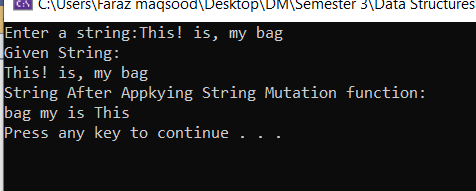 C:\Users\Faraz maqsood\Desktop\DM\Semester 3\Data Structures
Enter a string:This! is, my bag
Given String:
This! is, my bag
String After Appkying String Mutation function:
bag my is This
Press any key to continue . . .